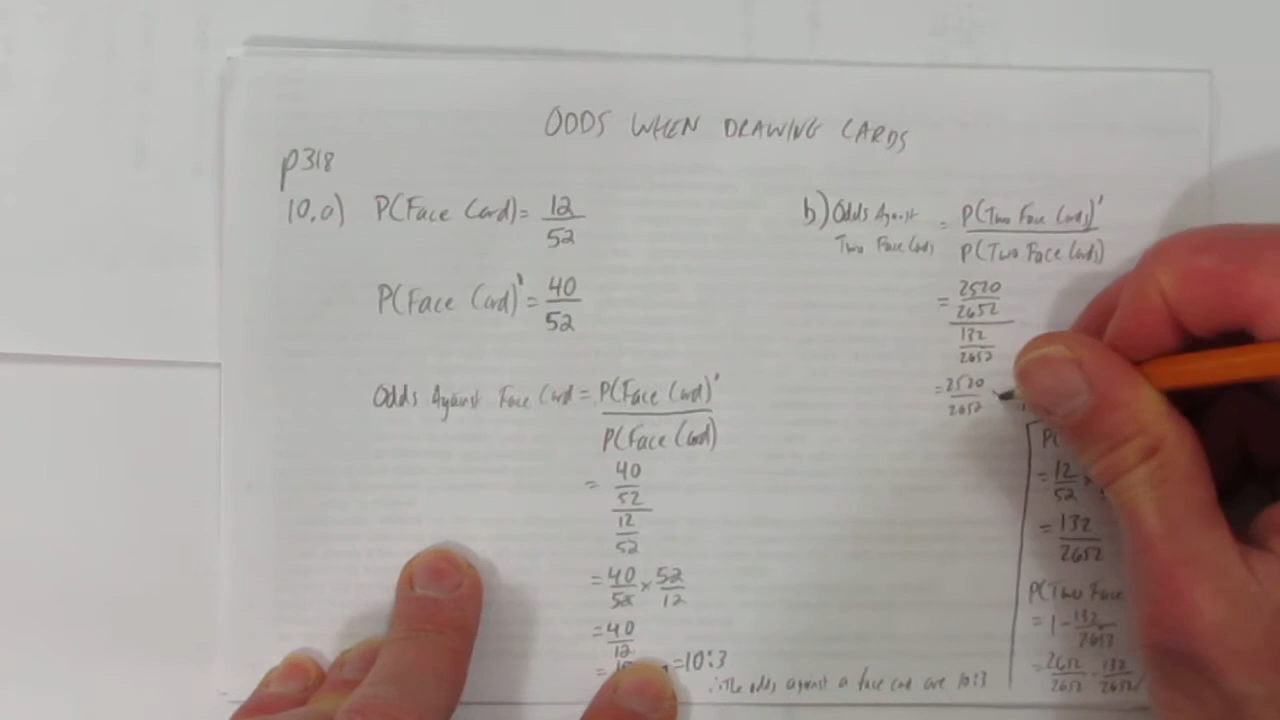 ODDS WHEN DRAWING CARDS
p318
10.a) P(Face Card) = 12/52
P(Face Card)' = 40/52
Odds Against Face Card = P(Face Card)'/P(Face Card)
= 40/52 / 12/52
= 40/52 × 52/12
= 40/12
= = 10:3
∴ The odds against a face card are 10:3
b) Odds Against Two Face Cards = P(Two Face Cards)'/P(Two Face Cards)
= 2520/2652 / 132/2652
= 2520/2652
P(
= 12/52 ×
= 132/2652
P(Two Face
= 1 - 132/2652
= 2652/2652 - 132/2652